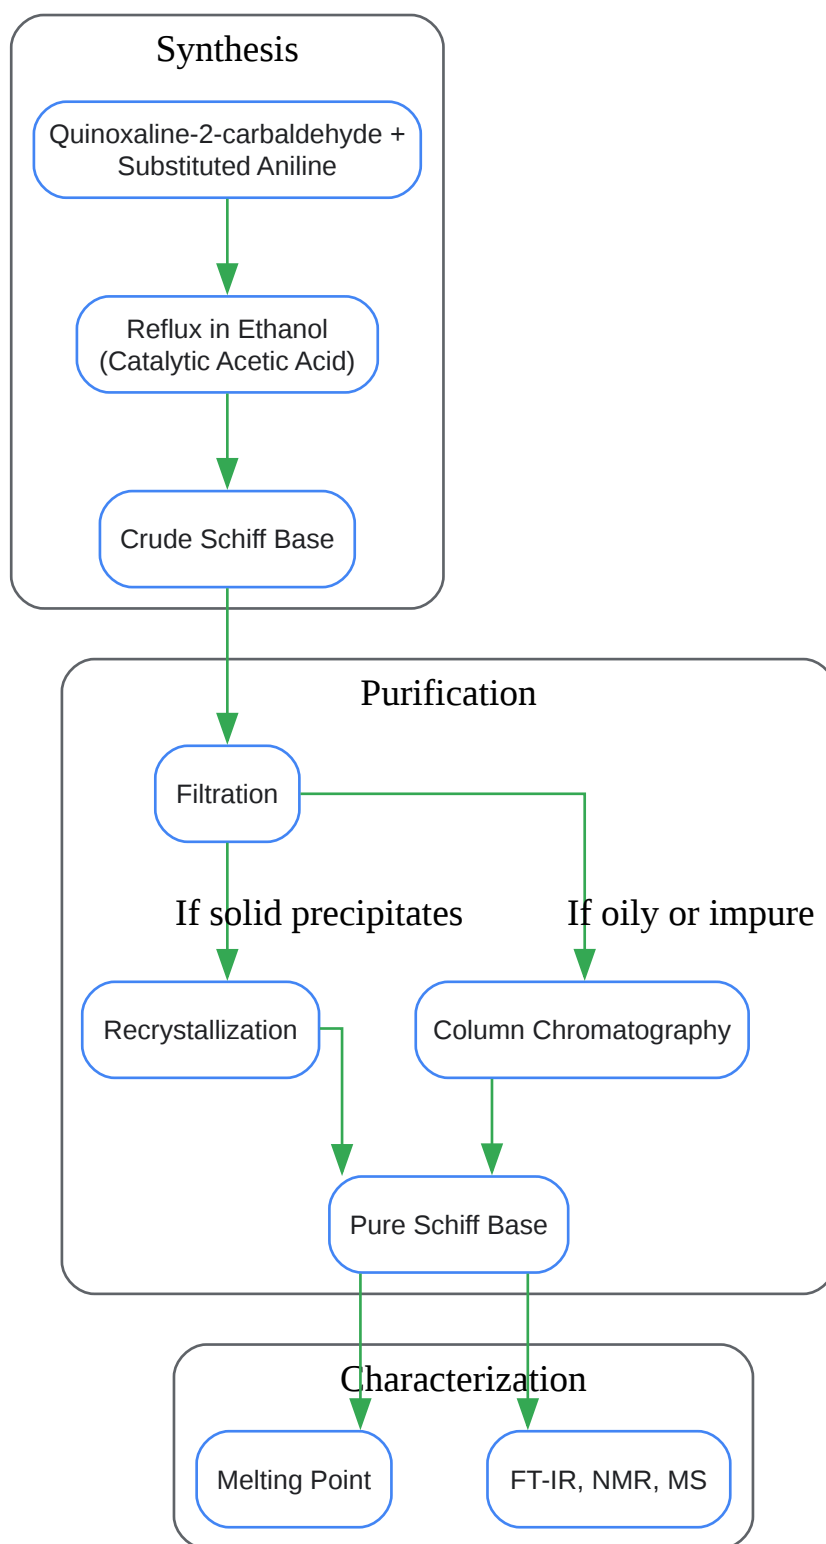 Synthesis
Quinoxaline-2-carbaldehyde +
Substituted Aniline
Reflux in Ethanol
(Catalytic Acetic Acid)
Crude Schiff Base
Purification
Filtration
If solid precipitates
If oily or impure
Recrystallization
Column Chromatography
Pure Schiff Base
Characterization
Melting Point
FT-IR, NMR, MS